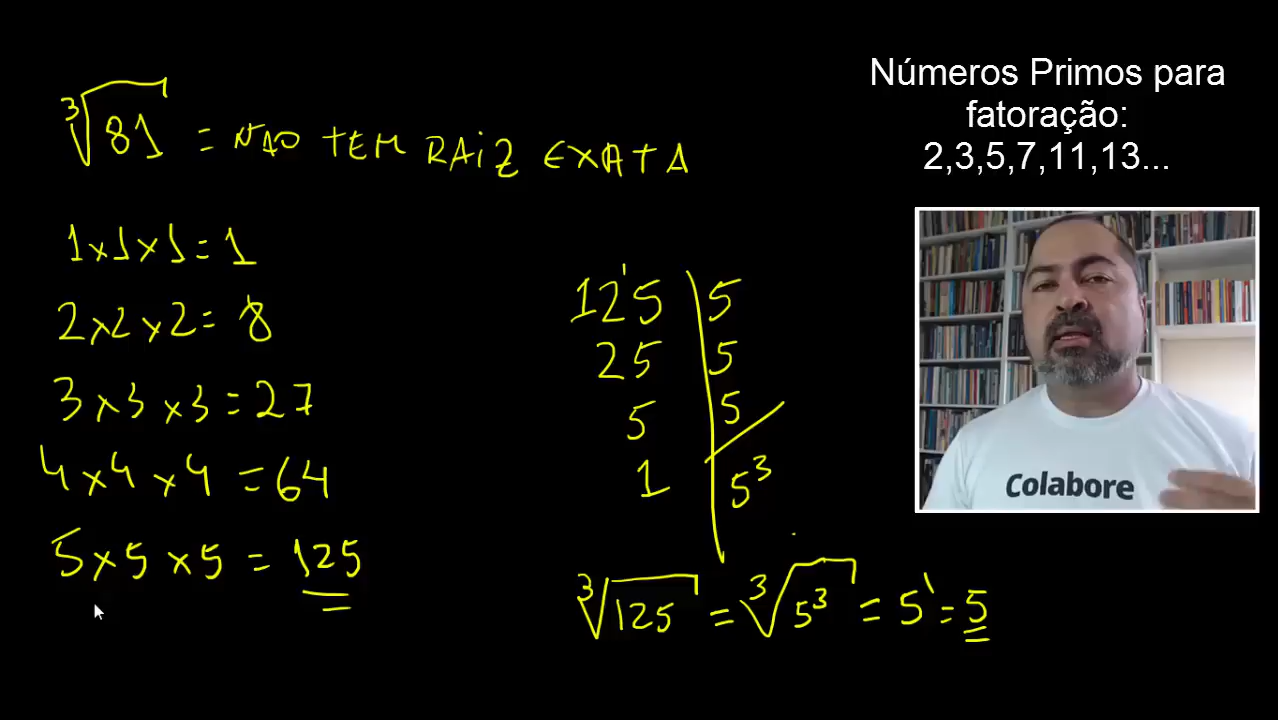 ∛81 = NAO TEM RAIZ EXATA
1x1x1=1
2x2x2=8
3x3x3=27
4x4x4=64
5x5x5=125
125 | 5
25 | 5
5 | 5
1 | 5³
∛125 = ∛5³ = 5¹ = 5
Números Primos para
fatoração:
2,3,5,7,11,13...
Colabore